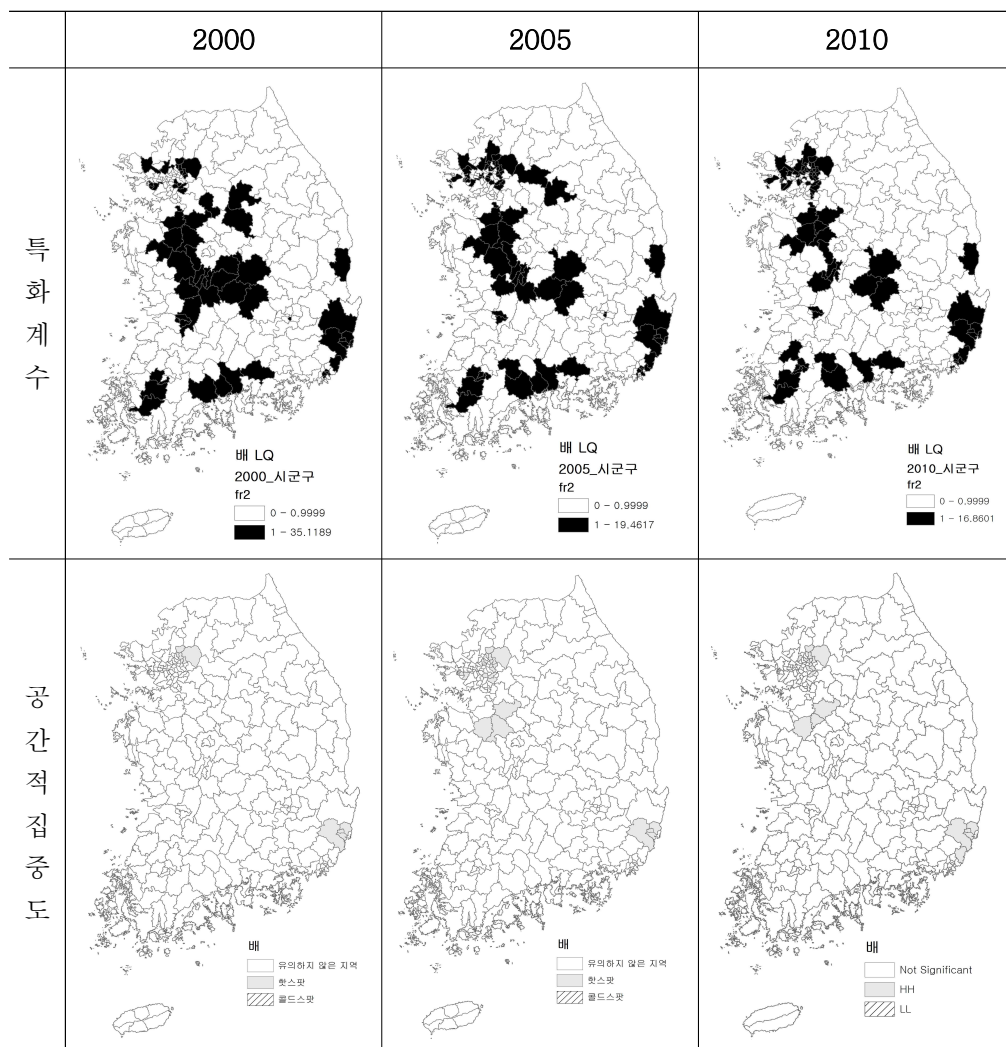 2000
2005
2010
특화계수
배 LQ
2000_시군구
fr2
0 - 0.9999
1 - 35.1189
배 LQ
2005_시군구
fr2
0 - 0.9999
1 - 19.4617
배 LQ
2010_시군구
fr2
0 - 0.9999
1 - 16.8601
공간적집중도
배
유의하지 않은 지역
핫스팟
콜드스팟
배
유의하지 않은 지역
핫스팟
콜드스팟
배
Not Significant
HH
LL